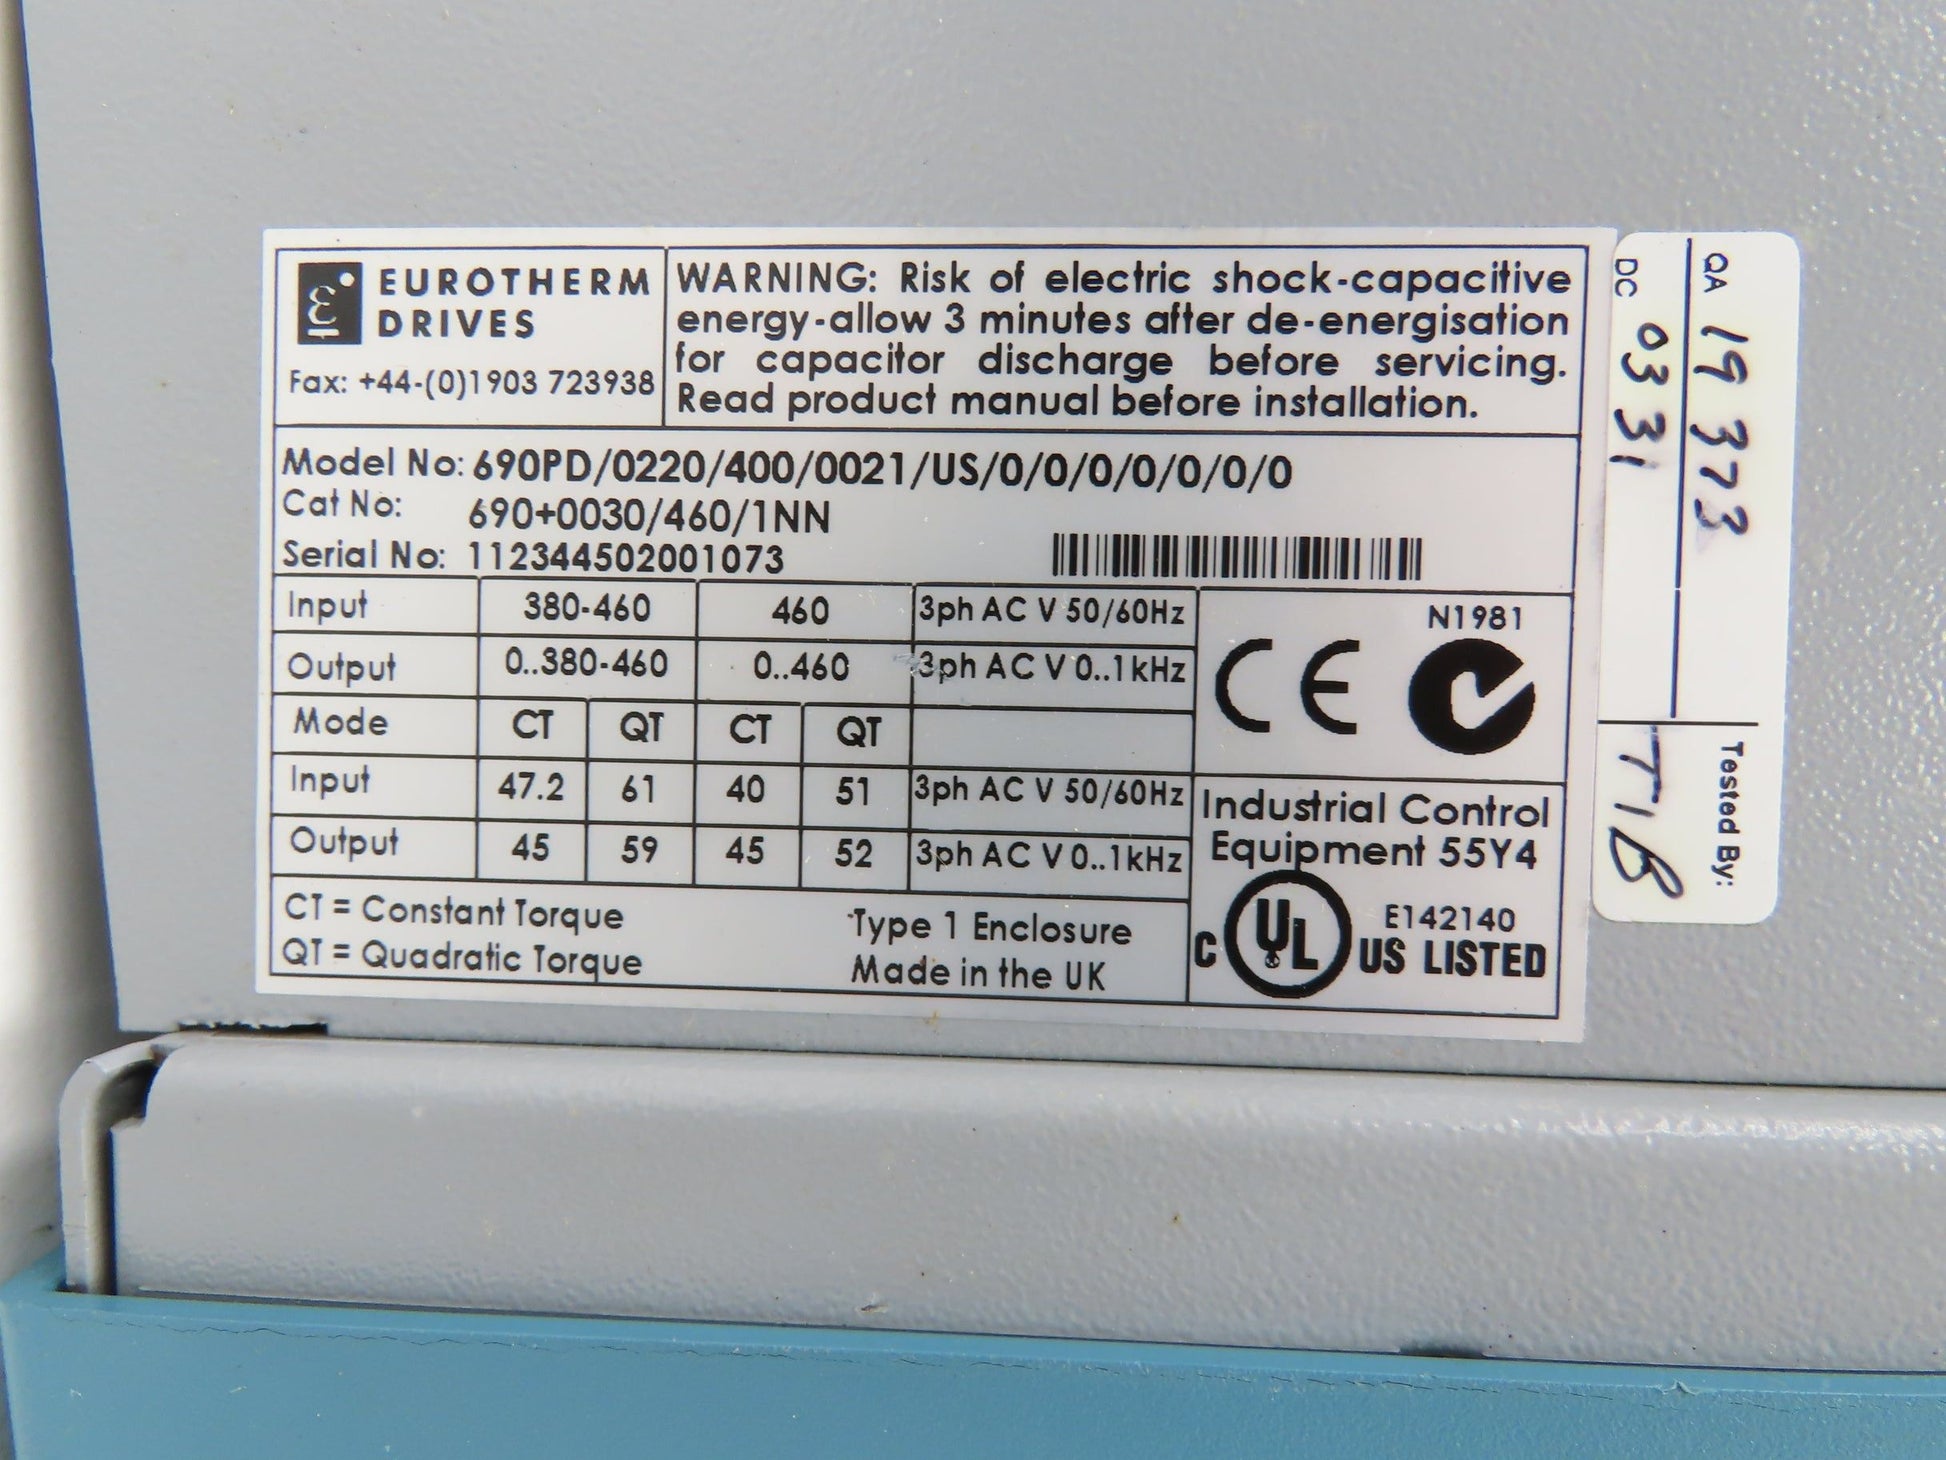 EUROTHERM
DRIVES
Fax: +44-(0)1903 723938
WARNING: Risk of electric shock-capacitive
energy-allow 3 minutes after de-energisation
for capacitor discharge before servicing.
Read product manual before installation.
Model No: 690PD/0220/400/0021/US/0/0/0/0/0/0/0
Cat No: 690+0030/460/1NN
Serial No: 112344502001073
Input 380-460 460 3ph AC V 50/60Hz
Output 0..380-460 0..460 3ph AC V 0..1kHz
Mode CT QT CT QT
Input 47.2 61 40 51 3ph AC V 50/60Hz
Output 45 59 45 52 3ph AC V 0..1kHz
CT = Constant Torque
QT = Quadratic Torque
Type 1 Enclosure
Made in the UK
N1981
CE
Industrial Control
Equipment 55Y4
E142140
C UL US LISTED
QA 19 373
DC 03 31
Tested By:
TIB